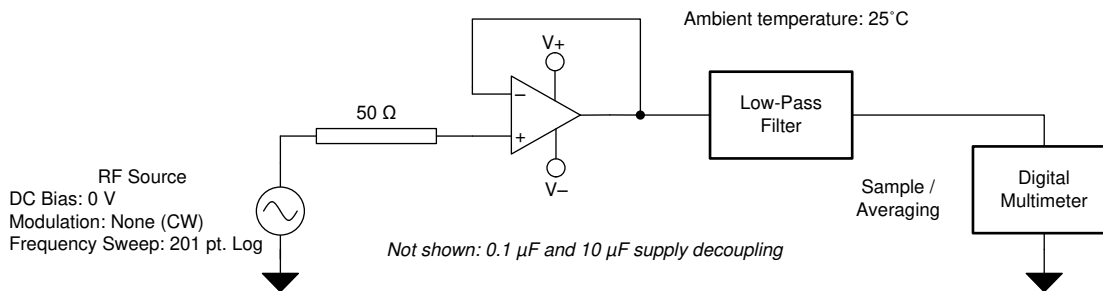 Ambient temperature: 25˚C
V+
–
50 Ω
+
Low-Pass
Filter
V–
RF Source
DC Bias: 0 V
Modulation: None (CW)
Frequency Sweep: 201 pt. Log
Sample /
Averaging
Digital
Multimeter
Not shown: 0.1 µF and 10 µF supply decoupling